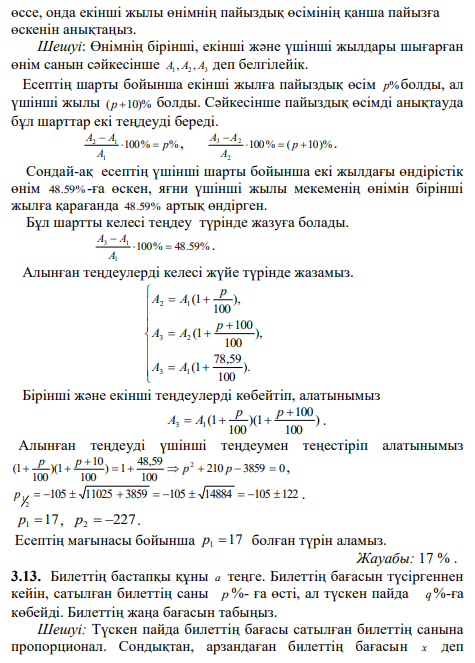 өссе, онда екінші жылы өнімнің пайыздық өсімінің қанша пайызға
өскенін анықтаңыз.
Шешуі: Өнімнің бірінші, екінші және үшінші жылдары шығарған
өнім санын сәйкесінше A₁, A₂, A₃ деп белгілейік.
Есептің шарты бойынша екінші жылға пайыздық өсім p% болды, ал
үшінші жылы (p+10)% болды. Сәйкесінше пайыздық өсімді анықтауда
бұл шарттар екі теңдеуді береді.
(A₂ − A₁)/A₁ ·100% = p%, (A₃ − A₂)/A₂ ·100% = (p+10)%.
Сондай-ақ есептің үшінші шарты бойынша екі жылдағы өндірістік
өнім 48.59%-ға өскен, яғни үшінші жылы мекеменің өнімін бірінші
жылға қарағанда 48.59% артық өндірген.
Бұл шартты келесі теңдеу түрінде жазуға болады.
(A₃ − A₁)/A₁ ·100% = 48.59%.
Алынған теңдеулерді келесі жүйе түрінде жазамыз.
A₂ = A₁(1 + p/100),
A₃ = A₂(1 + (p+100)/100),
A₃ = A₁(1 + 78,59/100).
Бірінші және екінші теңдеулерді көбейтіп, алатынымыз
A₃ = A₁(1 + p/100)(1 + (p+100)/100).
Алынған теңдеуді үшінші теңдеумен теңестіріп алатынымыз
(1 + p/100)(1 + (p+10)/100) = 1 + 48,59/100 ⇒ p² + 210p − 3859 = 0,
p₁/₂ = −105 ± √(11025 + 3859) = −105 ± √14884 = −105 ± 122.
p₁ = 17, p₂ = −227.
Есептің мағынасы бойынша p₁ = 17 болған түрін аламыз.
Жауабы: 17 %.
3.13. Билеттің бастапқы құны a теңге. Билеттің бағасын түсіргеннен
кейін, сатылған билеттің саны p %- ға өсті, ал түскен пайда q %-ға
көбейді. Билеттің жаңа бағасын табыңыз.
Шешуі: Түскен пайда билеттің бағасы сатылған билеттің санына
пропорционал. Сондықтан, арзандаған билеттің бағасын x деп